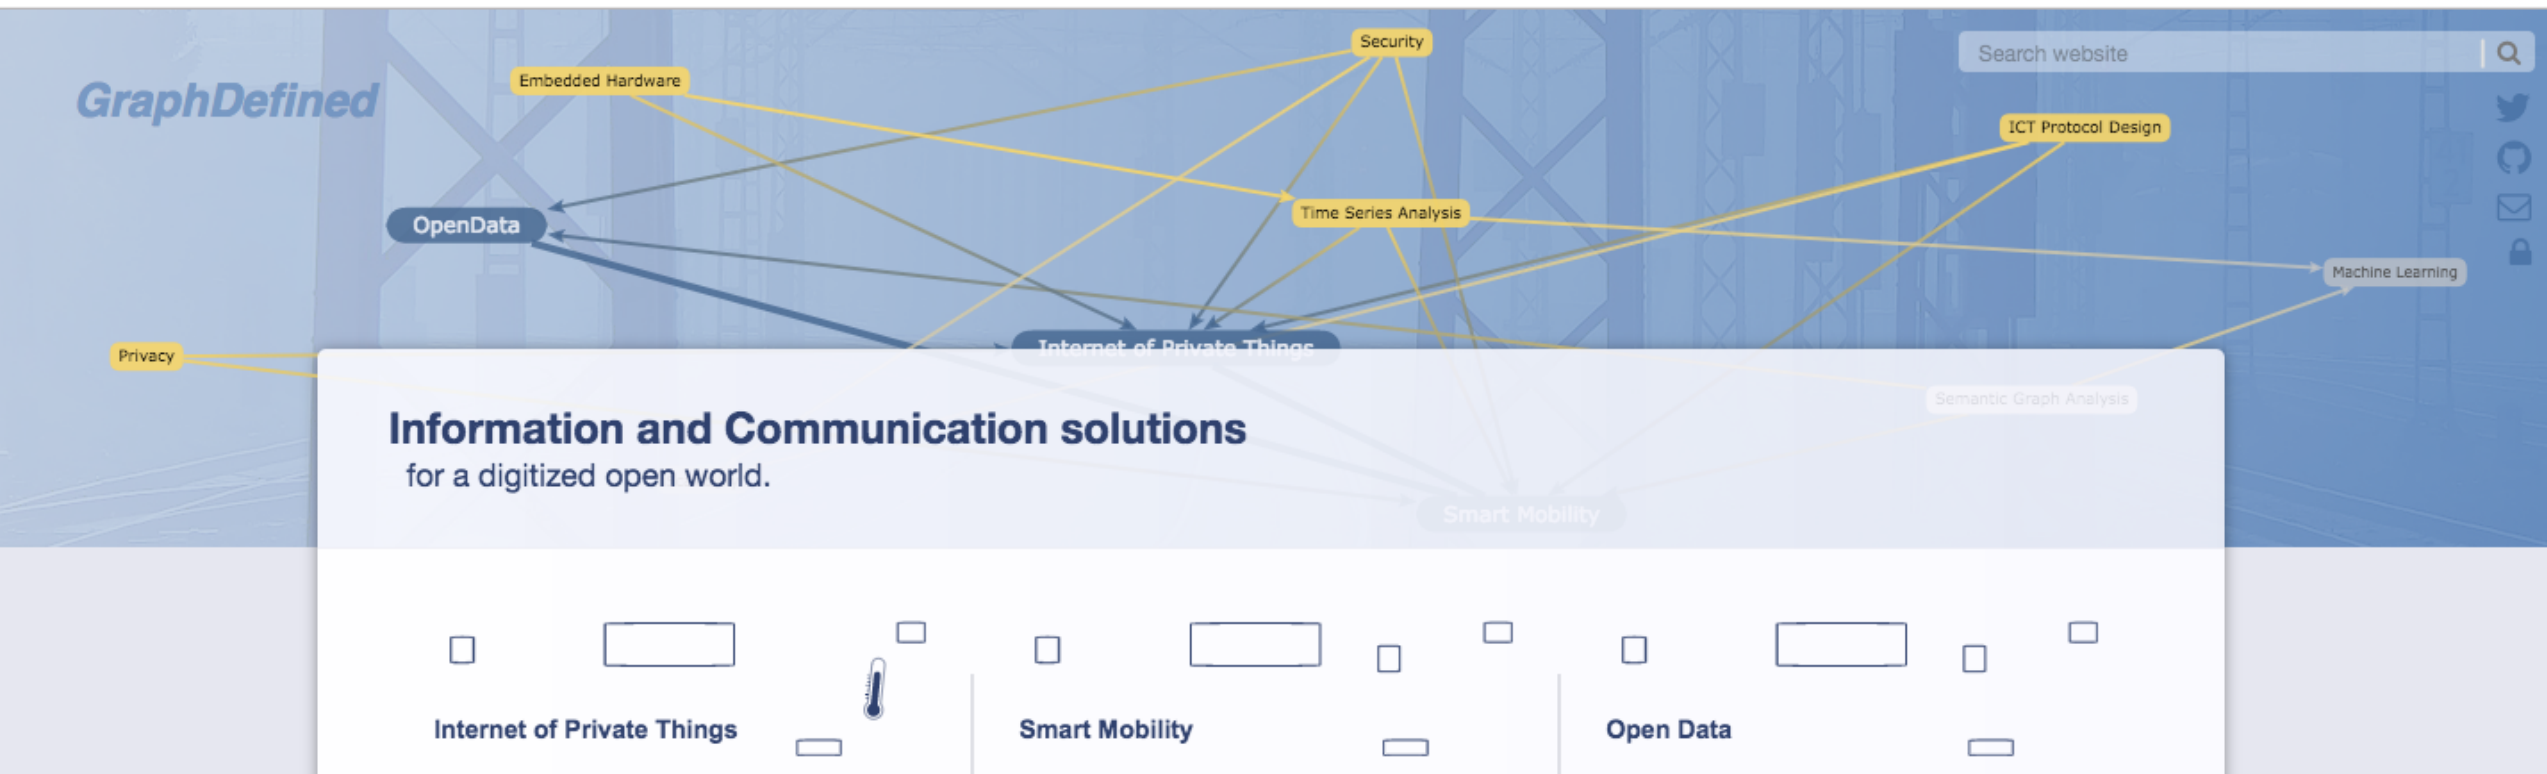 Security
Search website
Embedded Hardware
GraphDefined
ICT Protocol Design
Time Series Analysis
OpenData
Machine Learning
Internet of Private Things
Privacy
Semantic Graph Analysis
Information and Communication solutions
for a digitized open world.
Smart Mobility
Internet of Private Things
Smart Mobility
Open Data